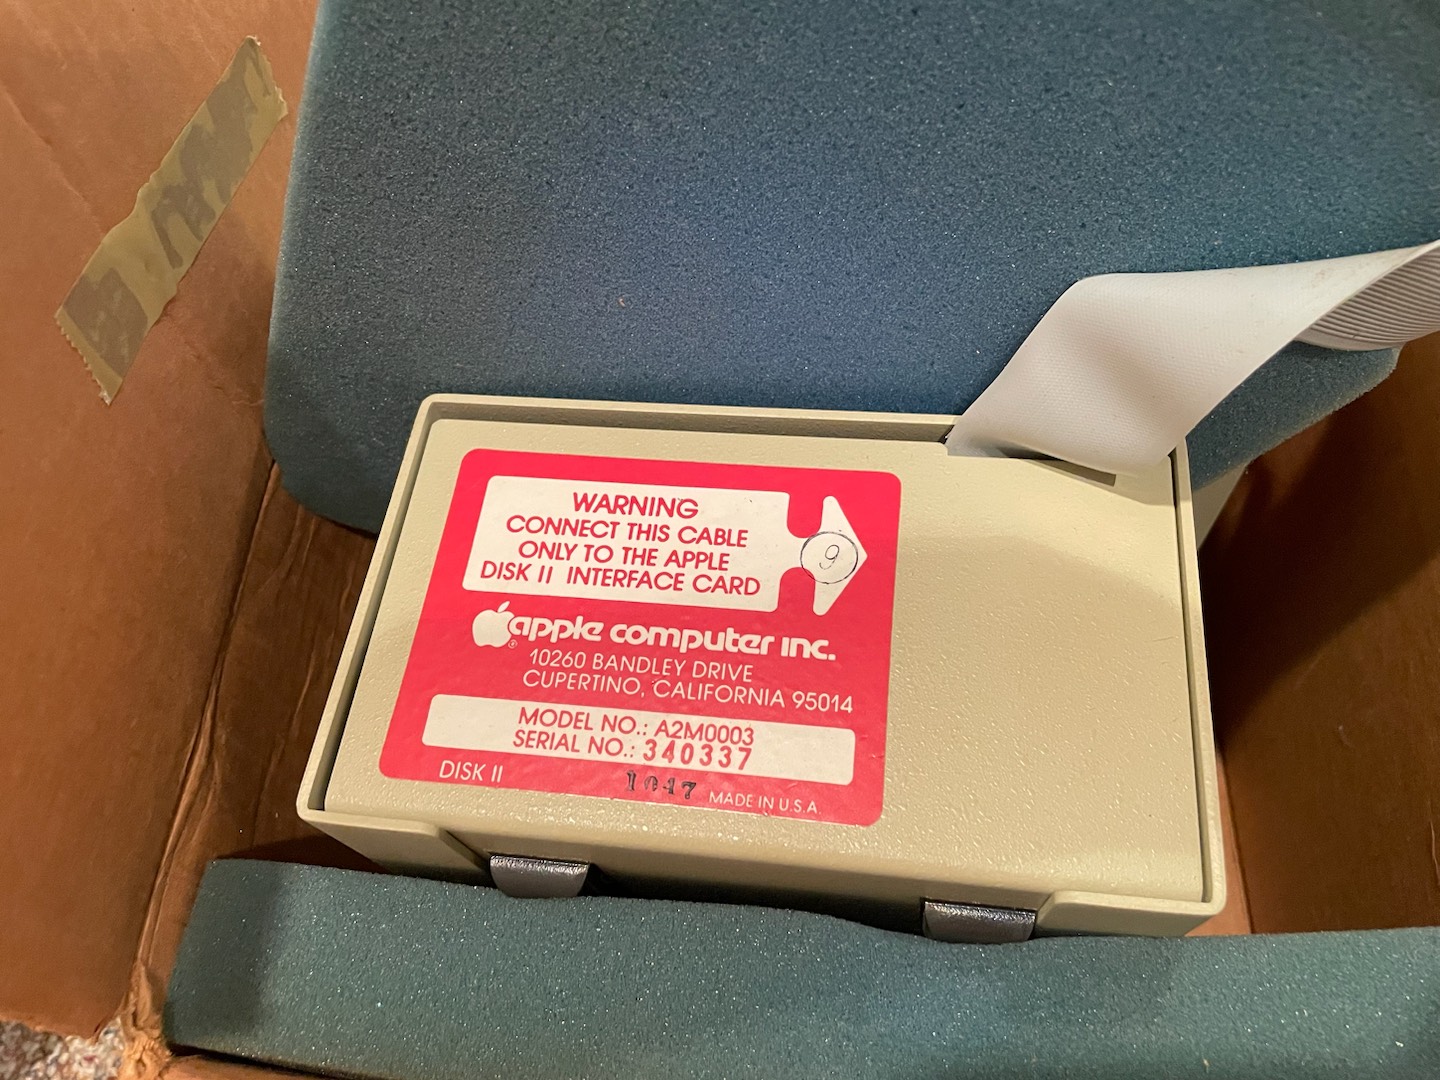 WARNING
CONNECT THIS CABLE
ONLY TO THE APPLE
DISK II INTERFACE CARD
9
apple computer inc.
10260 BANDLEY DRIVE
CUPERTINO, CALIFORNIA 95014
MODEL NO.: A2M0003
SERIAL NO.: 340337
DISK II
1047
MADE IN U.S.A.